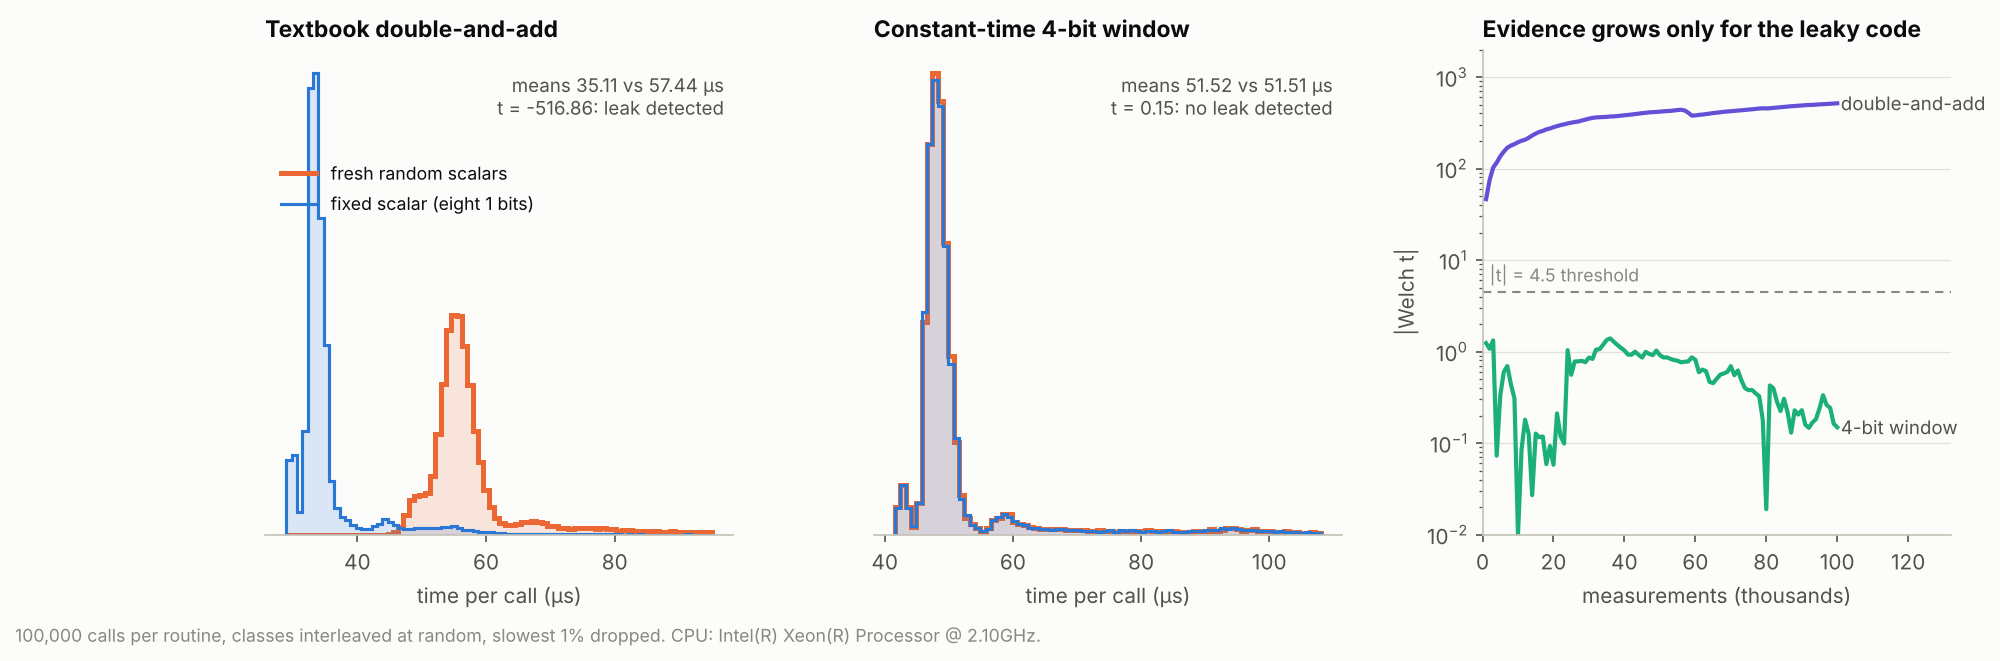 Textbook double-and-add
means 35.11 vs 57.44 µs
t = -516.86: leak detected
fresh random scalars
fixed scalar (eight 1 bits)
40 60 80
time per call (µs)
Constant-time 4-bit window
means 51.52 vs 51.51 µs
t = 0.15: no leak detected
40 60 80 100
time per call (µs)
Evidence grows only for the leaky code
|Welch t|
10³
10²
10¹
10⁰
10⁻¹
10⁻²
double-and-add
|t| = 4.5 threshold
4-bit window
0 20 40 60 80 100 120
measurements (thousands)
100,000 calls per routine, classes interleaved at random, slowest 1% dropped. CPU: Intel(R) Xeon(R) Processor @ 2.10GHz.